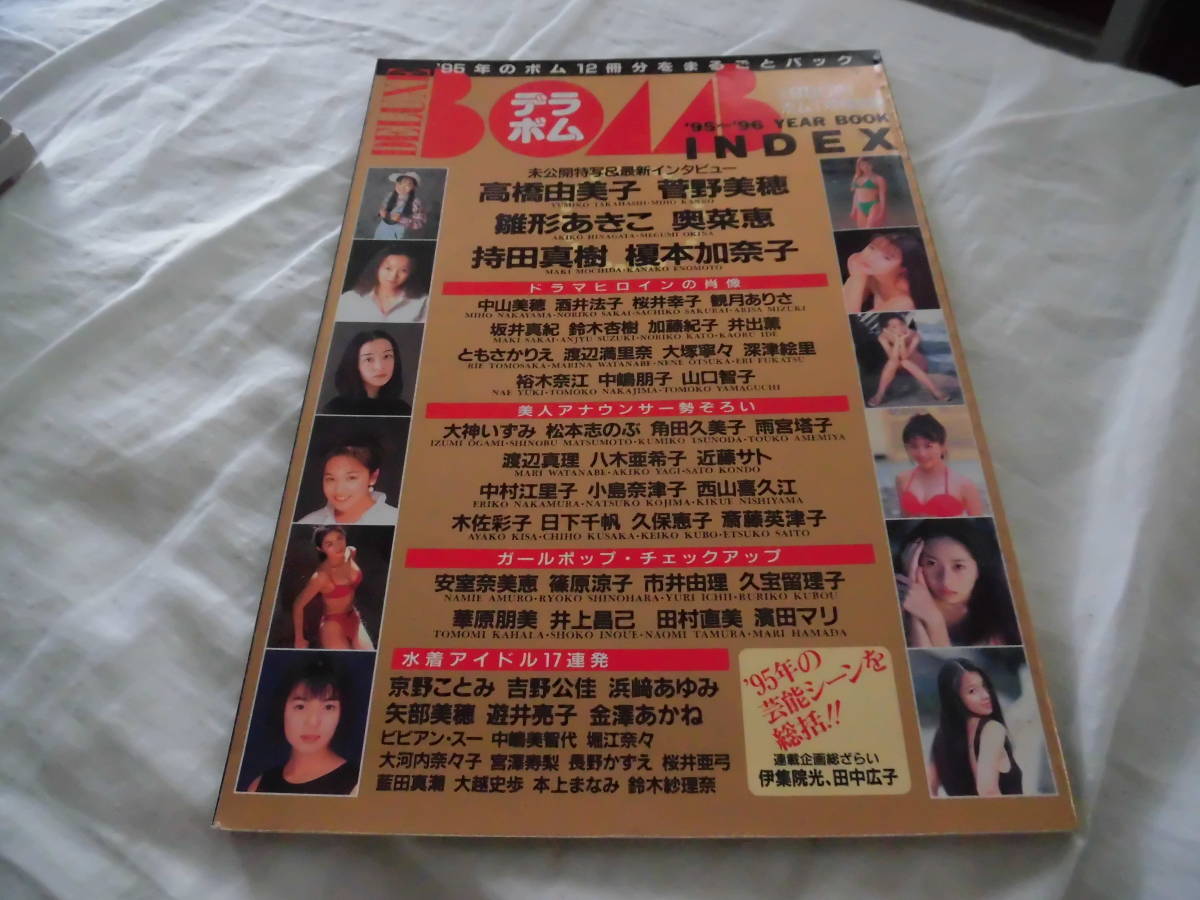 '95年のボム12冊分をまるごとパック
DELUXE
BOMB
デラ
ボム
'95~'96 YEAR BOOK
INDEX
未公開特写&最新インタビュー
高橋由美子 菅野美穂
YUMIKO TAKAHASHI・MIHO KANNO
雛形あきこ 奥菜恵
AKIKO HINAGATA・MEGUMI OKINA
持田真樹 榎本加奈子
MAKI MOCHIDA・KANAKO ENOMOTO
ドラマヒロインの肖像
中山美穂 酒井法子 桜井幸子 観月ありさ
MIHO NAKAYAMA・NORIKO SAKAI・SACHIKO SAKURAI・ARISA MIZUKI
坂井真紀 鈴木杏樹 加藤紀子 井出薫
MAKI SAKAI・ANJYU SUZUKI・NORIKO KATO・KAORU IDE
ともさかりえ 渡辺満里奈 大塚寧々 深津絵里
RIE TOMOSAKA・MARINA WATANABE・NENE OTSUKA・ERI FUKATSU
裕木奈江 中嶋朋子 山口智子
NAE YUKI・TOMOKO NAKAJIMA・TOMOKO YAMAGUCHI
美人アナウンサー勢ぞろい
大神いずみ 松本志のぶ 角田久美子 雨宮塔子
IZUMI OGAMI・SHINOBU MATSUMOTO・KUMIKO TSUNODA・TOUKO AMEMIYA
渡辺真理 八木亜希子 近藤サト
MARI WATANABE・AKIKO YAGI・SATO KONDO
中村江里子 小島奈津子 西山喜久江
ERIKO NAKAMURA・NATSUKO KOJIMA・KIKUE NISHIYAMA
木佐彩子 日下千帆 久保恵子 斎藤英津子
AYAKO KISA・CHIHO KUSAKA・KEIKO KUBO・ETSUKO SAITO
ガールポップ・チェックアップ
安室奈美恵 篠原涼子 市井由理 久宝留理子
NAMIE AMURO・RYOKO SHINOHARA・YURI ICHII・RURIKO KUBOU
華原朋美 井上昌己 田村直美 濱田マリ
TOMOMI KAHALA・SHOKO INOUE・NAOMI TAMURA・MARI HAMADA
水着アイドル17連発
京野ことみ 吉野公佳 浜﨑あゆみ
矢部美穂 遊井亮子 金澤あかね
ビビアン・スー 中嶋美智代 堀江奈々
大河内奈々子 宮澤寿梨 長野かずえ 桜井亜弓
藍田真潮 大越史歩 本上まなみ 鈴木紗理奈
'95年の
芸能シーンを
総括!!
連載企画総ざらい
伊集院光、田中広子